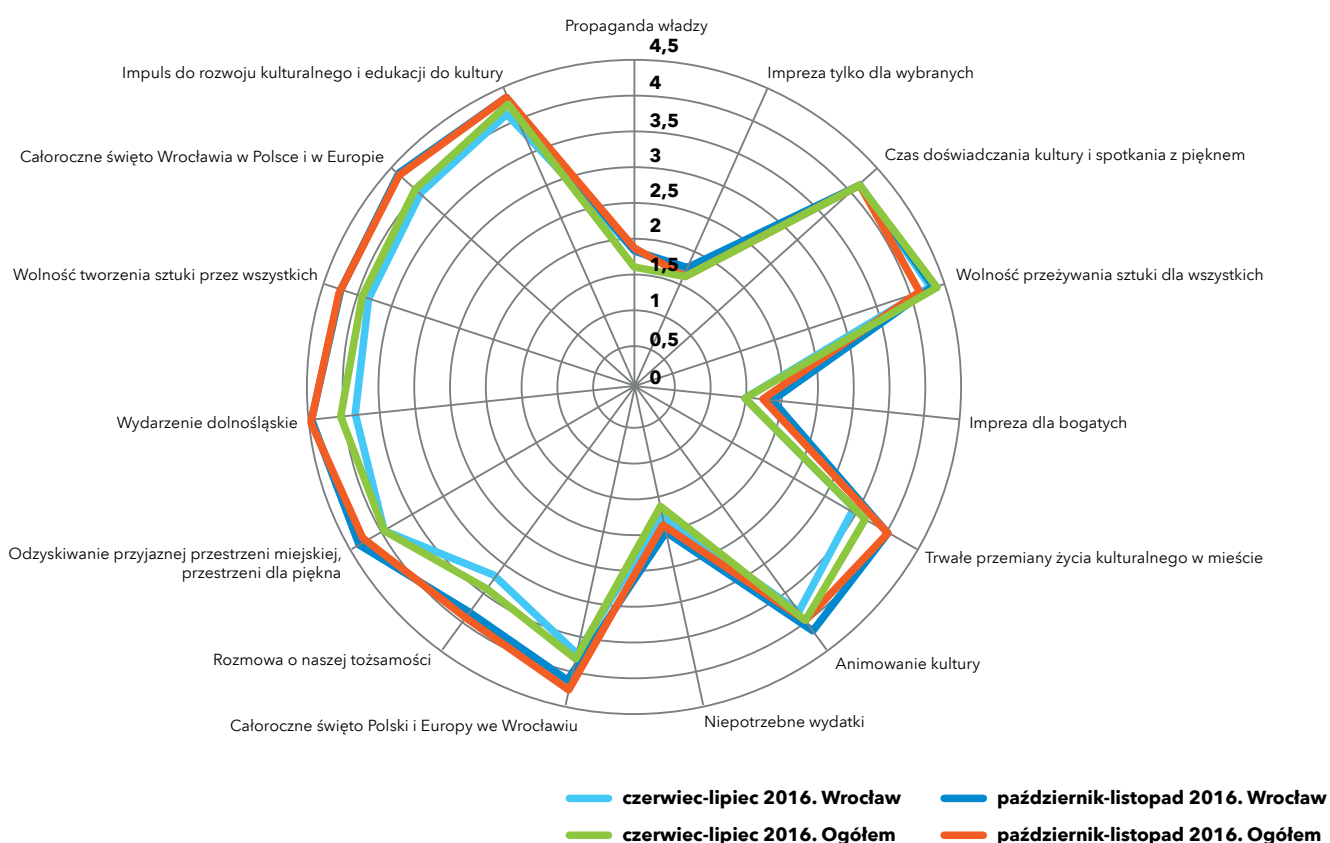 Propaganda władzy
4,5
Impreza tylko dla wybranych
Impuls do rozwoju kulturalnego i edukacji do kultury
4
3,5
Czas doświadczania kultury i spotkania z pięknem
Całoroczne święto Wrocławia w Polsce i w Europie
3
2,5
2
1,5
Wolność tworzenia sztuki przez wszystkich
Wolność przeżywania sztuki dla wszystkich
1
0,5
0
Wydarzenie dolnośląskie
Impreza dla bogatych
Odzyskiwanie przyjaznej przestrzeni miejskiej,
przestrzeni dla piękna
Trwałe przemiany życia kulturalnego w mieście
Rozmowa o naszej tożsamości
Animowanie kultury
Całoroczne święto Polski i Europy we Wrocławiu
Niepotrzebne wydatki
czerwiec-lipiec 2016. Wrocław
październik-listopad 2016. Wrocław
czerwiec-lipiec 2016. Ogółem
październik-listopad 2016. Ogółem